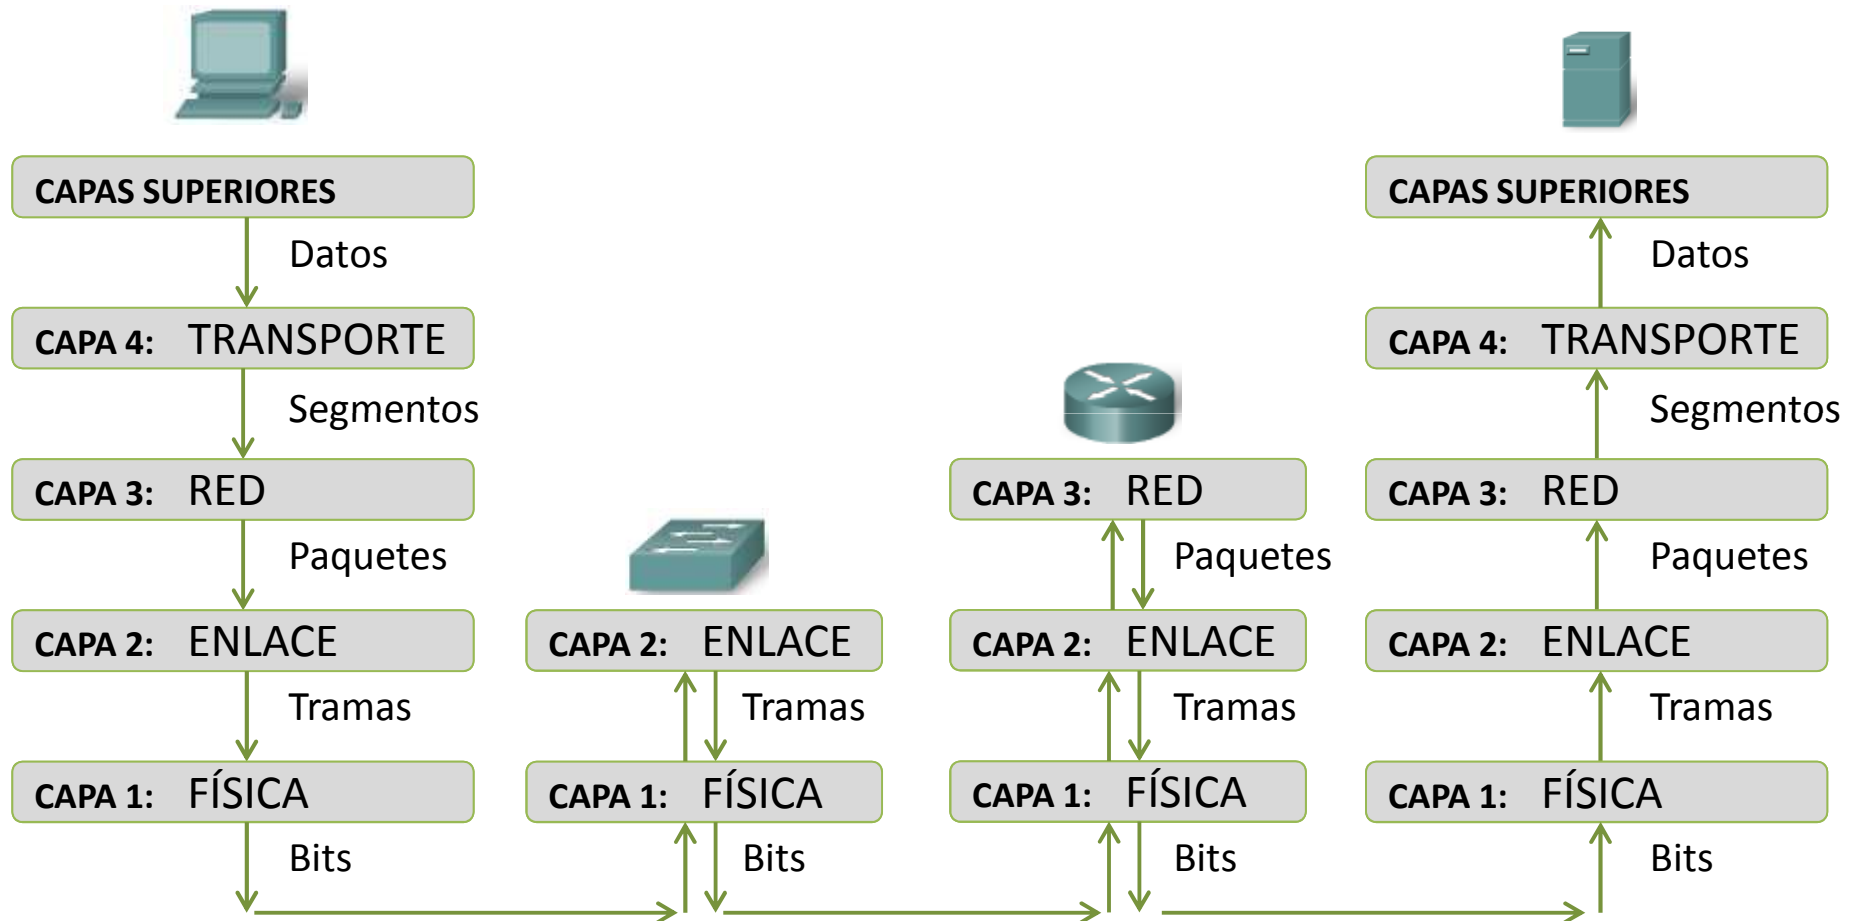 CAPAS SUPERIORES
Datos
CAPA 4: TRANSPORTE
Segmentos
CAPA 3: RED
Paquetes
CAPA 2: ENLACE
Tramas
CAPA 1: FÍSICA
Bits
CAPA 2: ENLACE
Tramas
CAPA 1: FÍSICA
Bits
CAPA 3: RED
Paquetes
CAPA 2: ENLACE
Tramas
CAPA 1: FÍSICA
Bits
CAPAS SUPERIORES
Datos
CAPA 4: TRANSPORTE
Segmentos
CAPA 3: RED
Paquetes
CAPA 2: ENLACE
Tramas
CAPA 1: FÍSICA
Bits